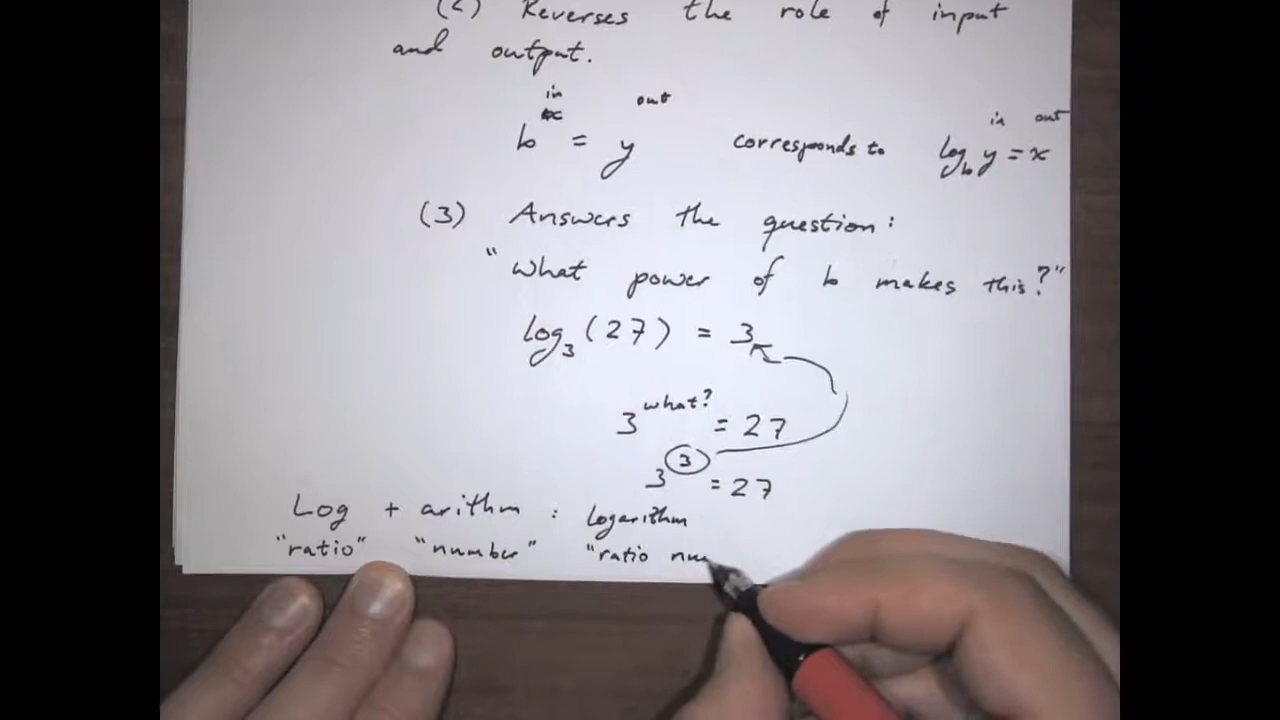 (2) Reverses the role of input
and output.
in out
x in out
b = y corresponds to log_b y = x
(3) Answers the question:
"what power of b makes this?"
log_3 (27) = 3
3^what? = 27
3^3 = 27
Log + arithm : Logarithm
"ratio" "number" "ratio num